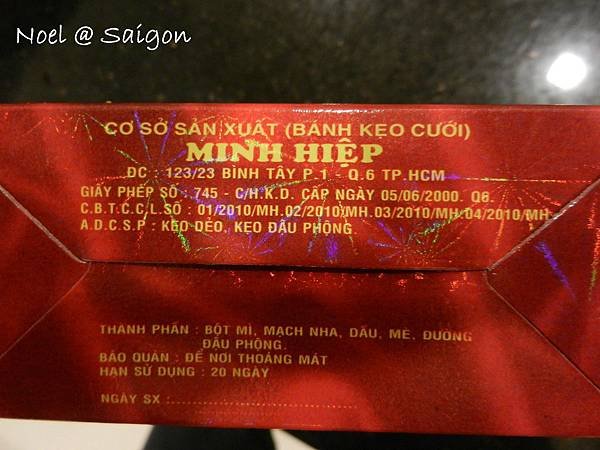 Noel @ Saigon
CƠ SỞ SẢN XUẤT (BÁNH KẸO CƯỚI)
MINH HIỆP
ĐC : 123/23 BÌNH TÂY P.1 - Q.6 TP.HCM
GIẤY PHÉP SỐ : 745 - C/H.K.D. CẤP NGÀY 05/06/2000. Q6.
C.B.T.C.C.L.SỐ : 01/2010/MH.02/2010/MH.03/2010/MH.04/2010/MH
A.D.C.S.P : KẸO DẺO, KẸO ĐẬU PHỘNG.
THÀNH PHẦN : BỘT MÌ, MẠCH NHA, DẦU, MÈ, ĐƯỜNG
ĐẬU PHỘNG.
BẢO QUẢN : ĐỂ NƠI THOÁNG MÁT
HẠN SỬ DỤNG : 20 NGÀY
NGÀY SX :..............................